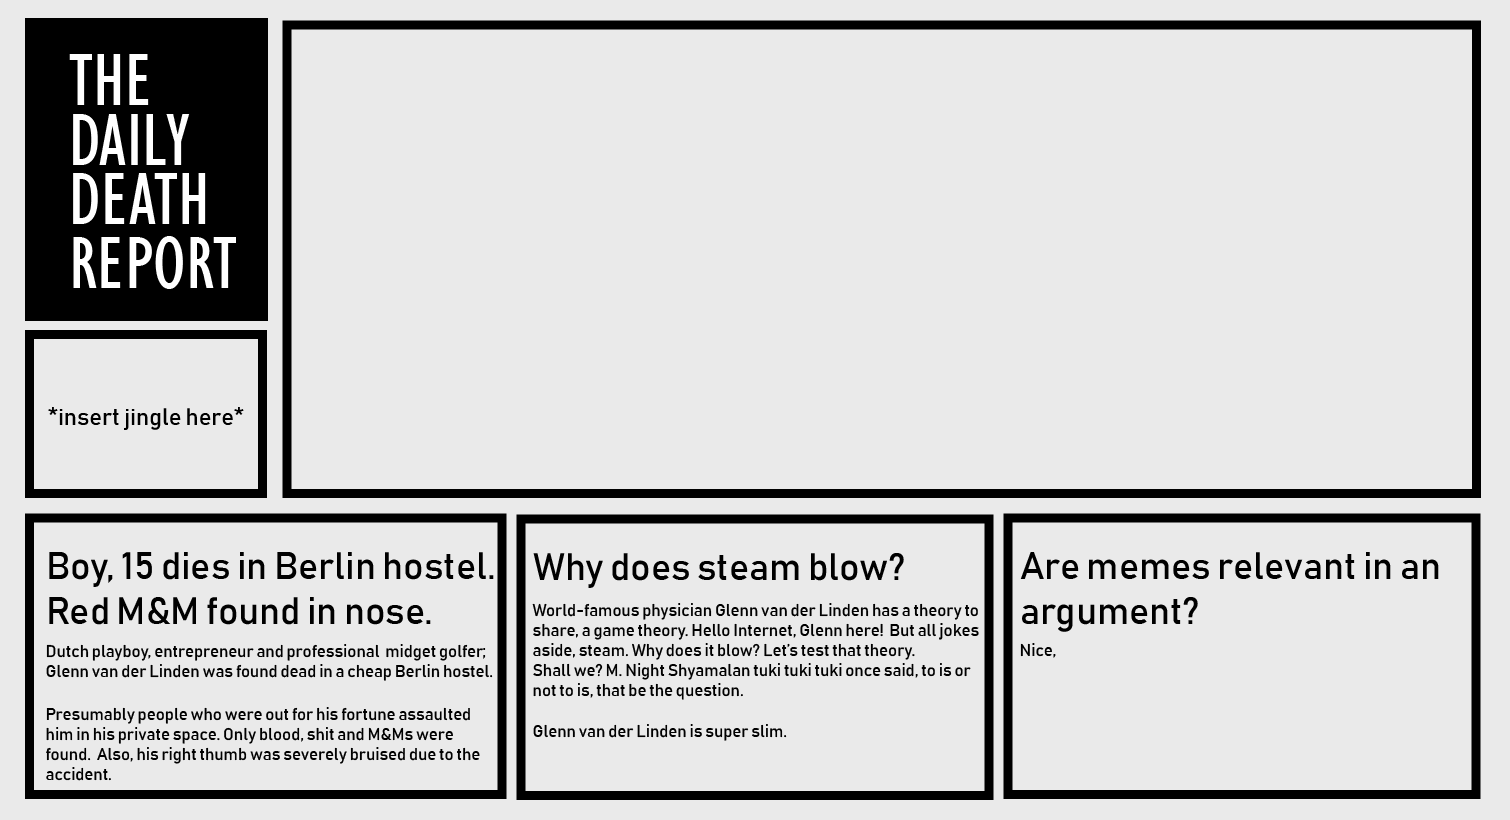 THE
DAILY
DEATH
REPORT
*insert jingle here*
Boy, 15 dies in Berlin hostel.
Red M&M found in nose.
Dutch playboy, entrepreneur and professional  midget golfer;
Glenn van der Linden was found dead in a cheap Berlin hostel.
Presumably people who were out for his fortune assaulted
him in his private space. Only blood, shit and M&Ms were
found.  Also, his right thumb was severely bruised due to the
accident.
Why does steam blow?
World-famous physician Glenn van der Linden has a theory to
share, a game theory. Hello Internet, Glenn here!  But all jokes
aside, steam. Why does it blow? Let's test that theory.
Shall we? M. Night Shyamalan tuki tuki tuki once said, to is or
not to is, that be the question.
Glenn van der Linden is super slim.
Are memes relevant in an
argument?
Nice,